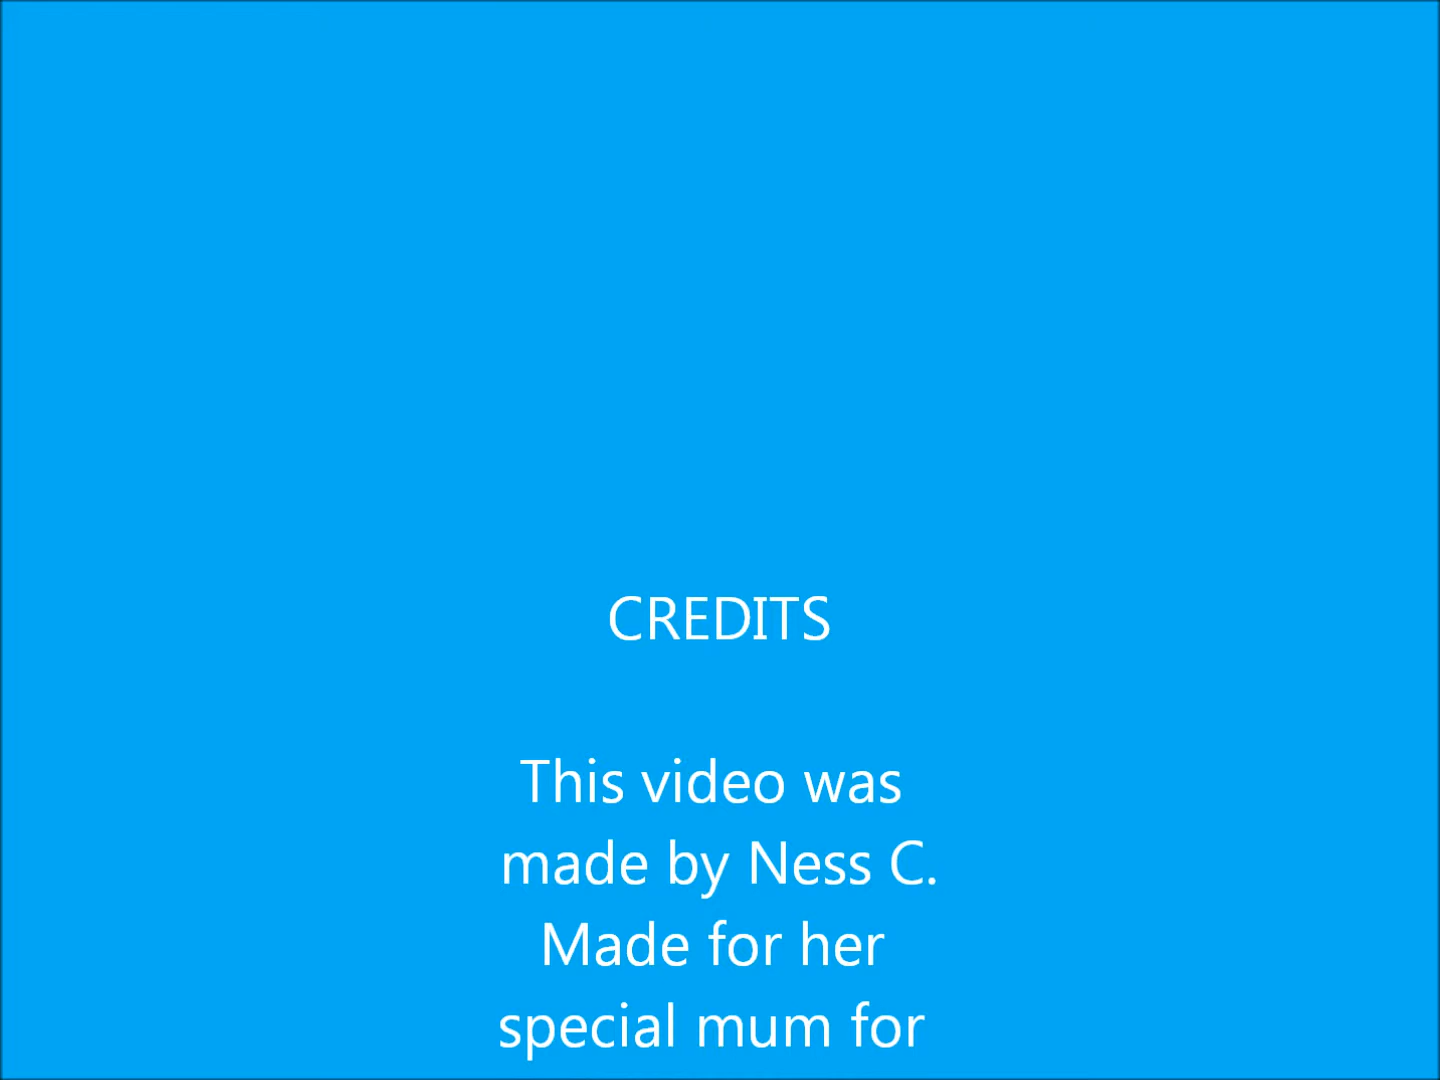 CREDITS
This video was
made by Ness C.
Made for her
special mum for